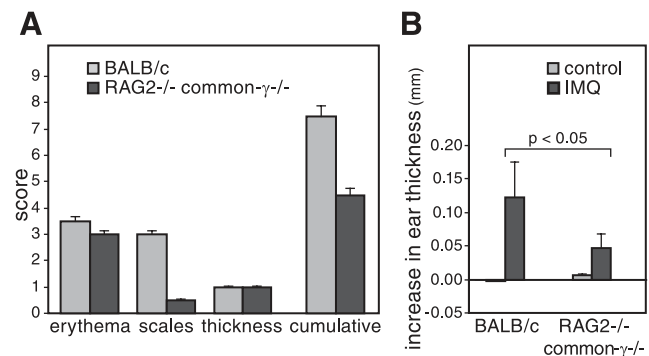 A
BALB/c
RAG2-/- common-γ-/-
score
9
8
7
6
5
4
3
2
1
0
erythema scales thickness cumulative
B
control
IMQ
p < 0.05
increase in ear thickness (mm)
0.20
0.15
0.10
0.05
0.00
-0.05
BALB/c RAG2-/-
common-γ-/-